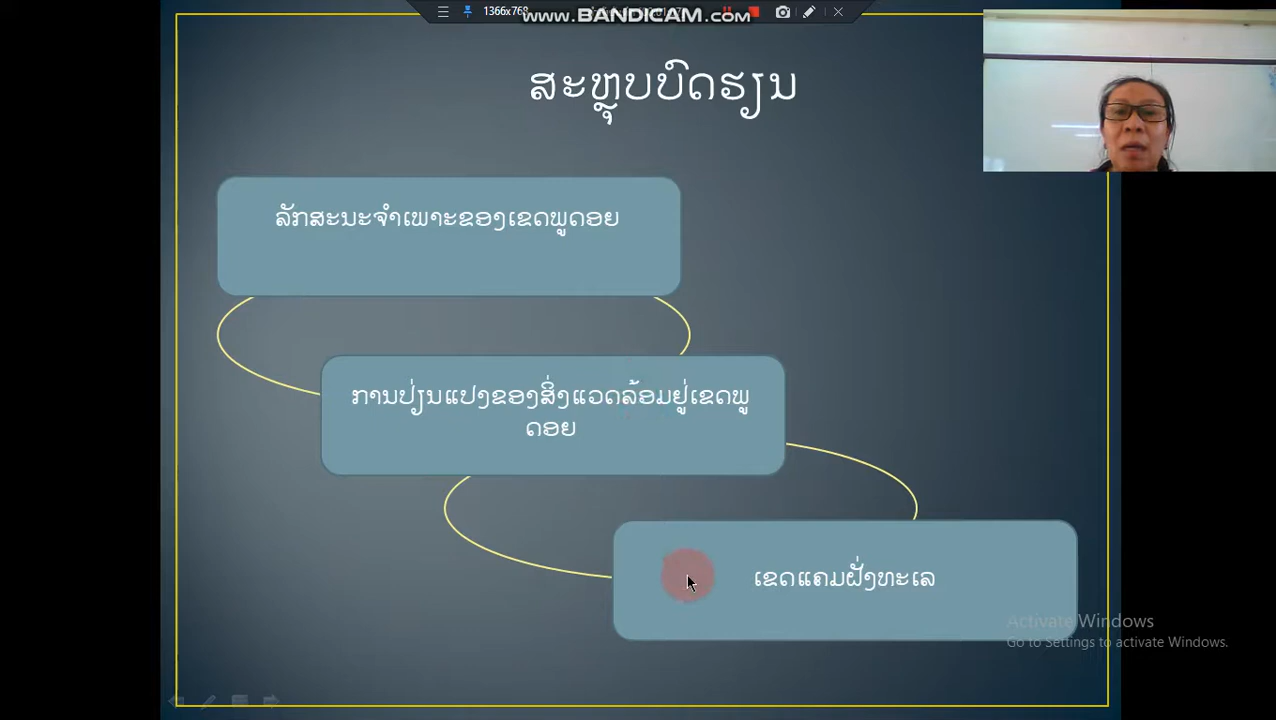 1366x768
www.BANDICAM.com
ສະຫຼຸບບົດຮຽນ
ລັກສະນະຈຳເພາະຂອງເຂດພູດອຍ
ການປ່ຽນແປງຂອງສິ່ງແວດລ້ອມຢູ່ເຂດພູ
ດອຍ
ເຂດແຄມຝັ່ງທະເລ
Activate Windows
Go to Settings to activate Windows.